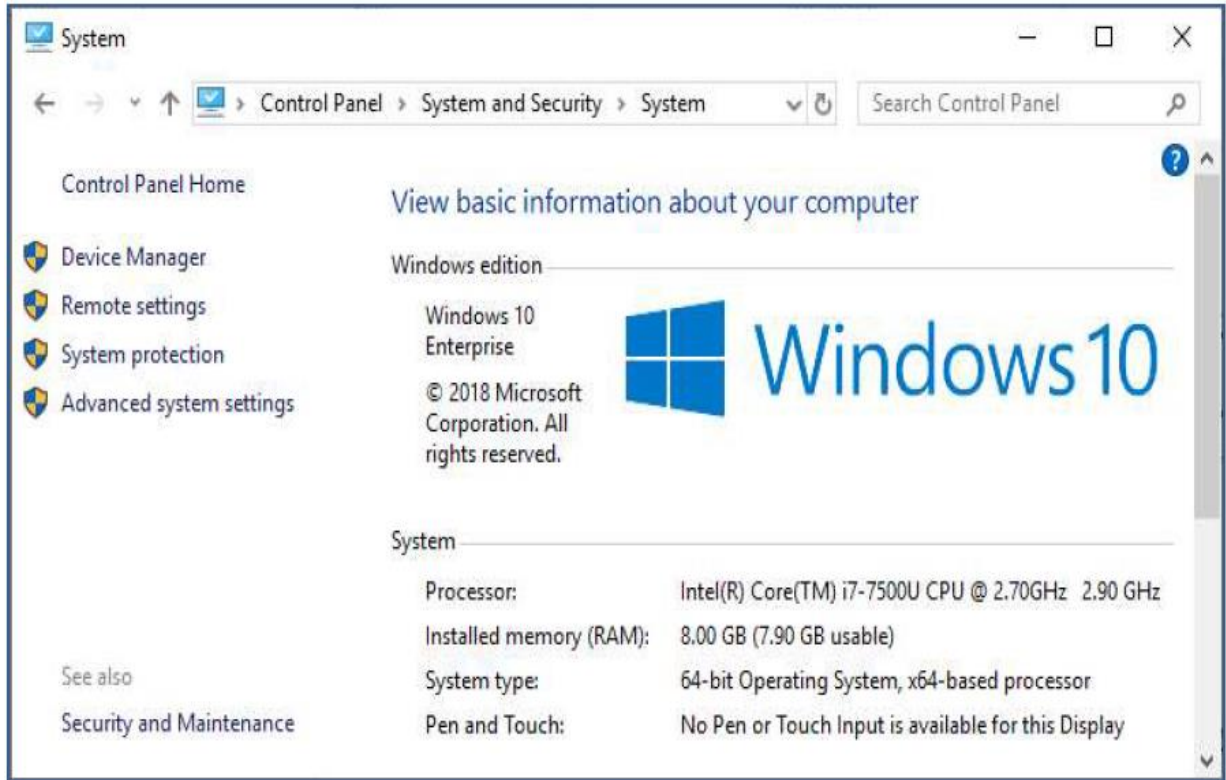 System
Control Panel > System and Security > System
Search Control Panel
?
Control Panel Home
Device Manager
Remote settings
System protection
Advanced system settings
See also
Security and Maintenance
View basic information about your computer
Windows edition
Windows 10
Enterprise
© 2018 Microsoft
Corporation. All
rights reserved.
Windows 10
System
Processor: Intel(R) Core(TM) i7-7500U CPU @ 2.70GHz 2.90 GHz
Installed memory (RAM): 8.00 GB (7.90 GB usable)
System type: 64-bit Operating System, x64-based processor
Pen and Touch: No Pen or Touch Input is available for this Display